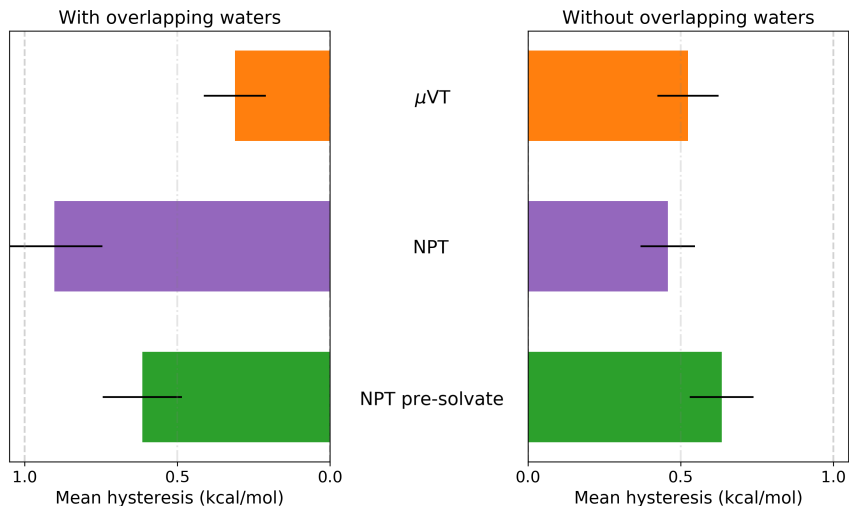 With overlapping waters
Without overlapping waters
μVT
NPT
NPT pre-solvate
1.0 0.5 0.0
0.0 0.5 1.0
Mean hysteresis (kcal/mol)
Mean hysteresis (kcal/mol)